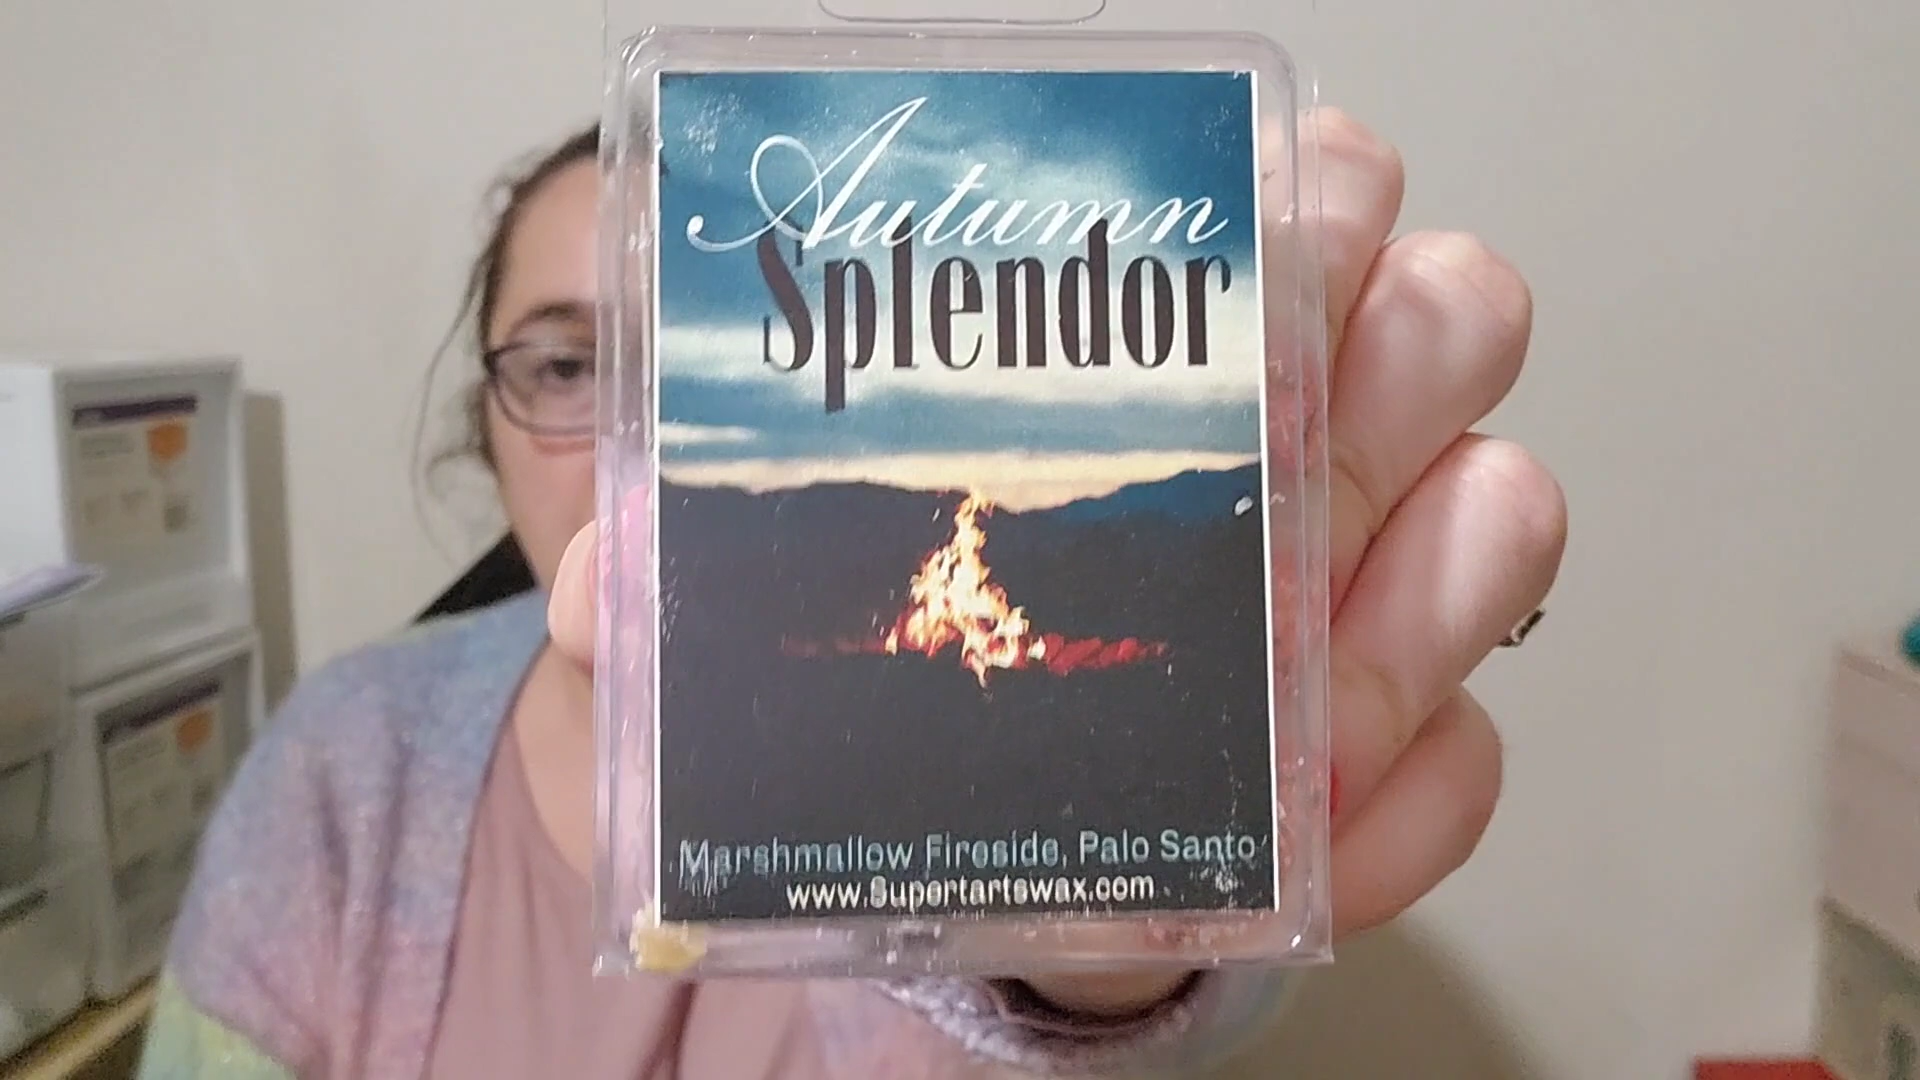 Autumn
Splendor
Marshmallow Fireside, Palo Santo
www.Supertartswax.com